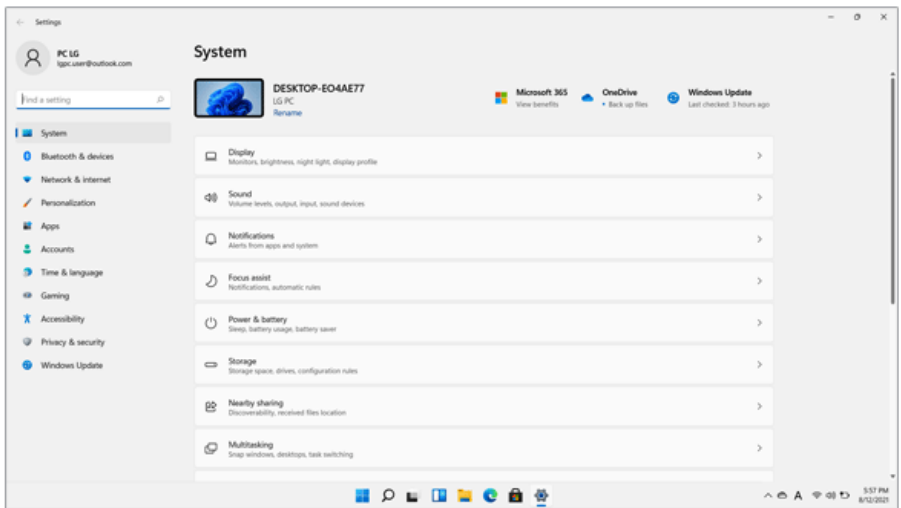 Settings
PC LG
lgpc.user@outlook.com
Find a setting
System
Bluetooth & devices
Network & internet
Personalization
Apps
Accounts
Time & language
Gaming
Accessibility
Privacy & security
Windows Update
System
DESKTOP-EO4AE77
LG PC
Rename
Microsoft 365
View benefits
OneDrive
• Back up files
Windows Update
Last checked: 3 hours ago
Display
Monitors, brightness, night light, display profile
Sound
Volume levels, output, input, sound devices
Notifications
Alerts from apps and system
Focus assist
Notifications, automatic rules
Power & battery
Sleep, battery usage, battery saver
Storage
Storage space, drives, configuration rules
Nearby sharing
Discoverability, received files location
Multitasking
Snap windows, desktops, task switching
A
5:57 PM
8/12/2021